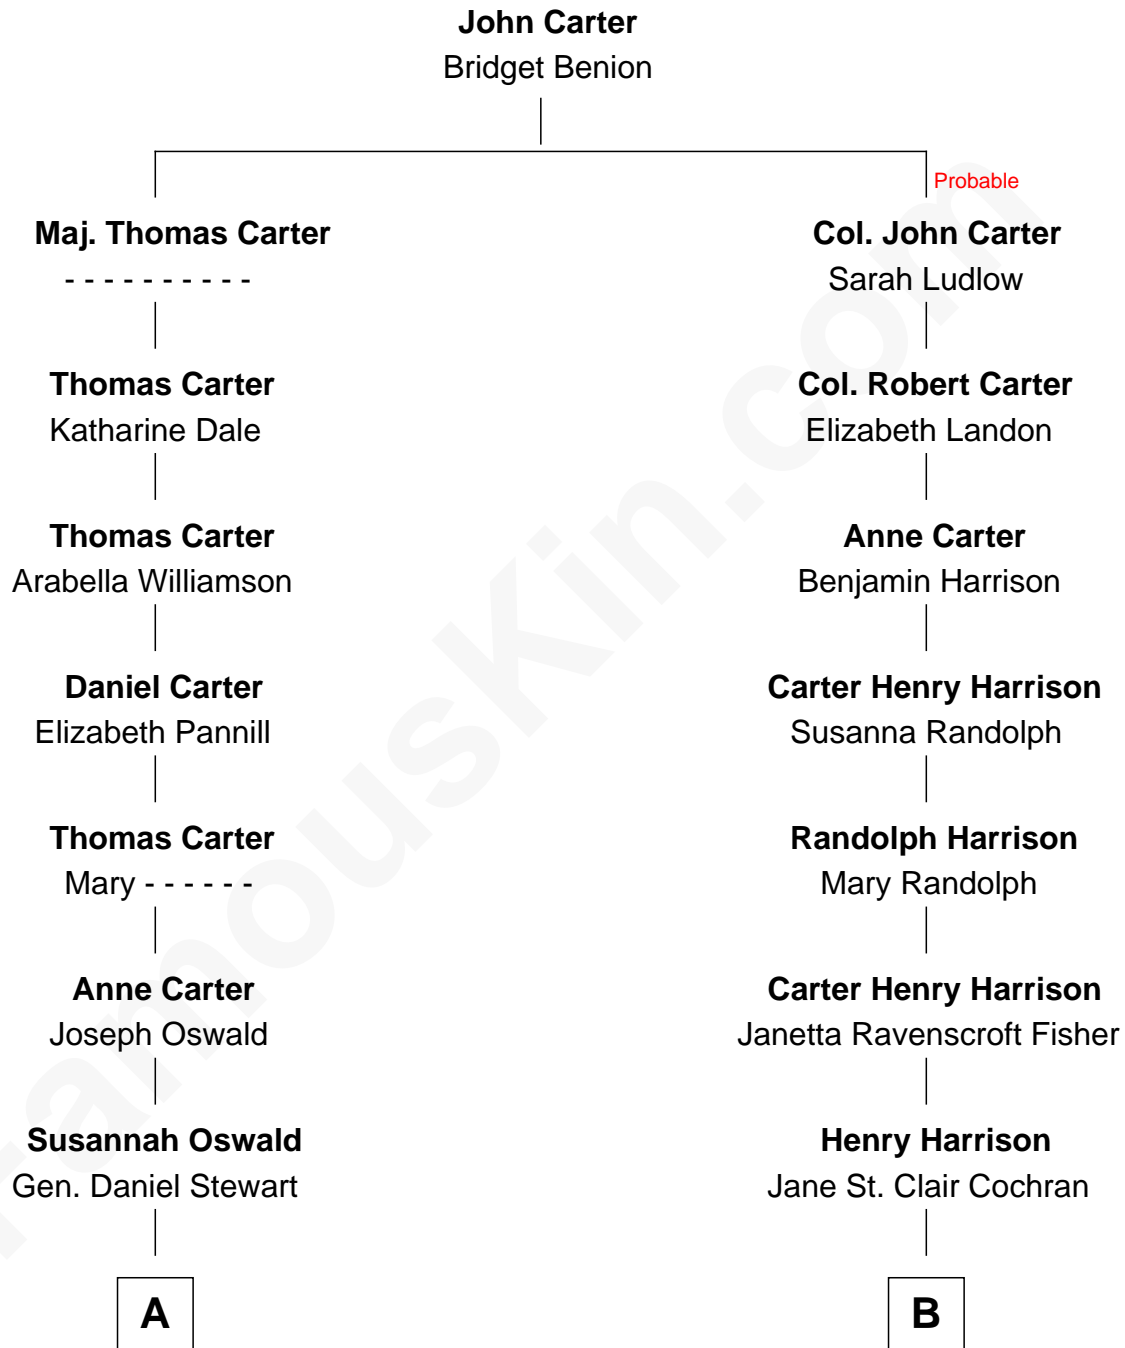 John Carter
Bridget Benion
Probable
Maj. Thomas Carter
- - - - - - - - - -
Col. John Carter
Sarah Ludlow
Thomas Carter
Katharine Dale
Col. Robert Carter
Elizabeth Landon
Thomas Carter
Arabella Williamson
Anne Carter
Benjamin Harrison
Daniel Carter
Elizabeth Pannill
Carter Henry Harrison
Susanna Randolph
Thomas Carter
Mary - - - - - -
Randolph Harrison
Mary Randolph
Anne Carter
Joseph Oswald
Carter Henry Harrison
Janetta Ravenscroft Fisher
Susannah Oswald
Gen. Daniel Stewart
Henry Harrison
Jane St. Clair Cochran
A
B
FamousKin.com